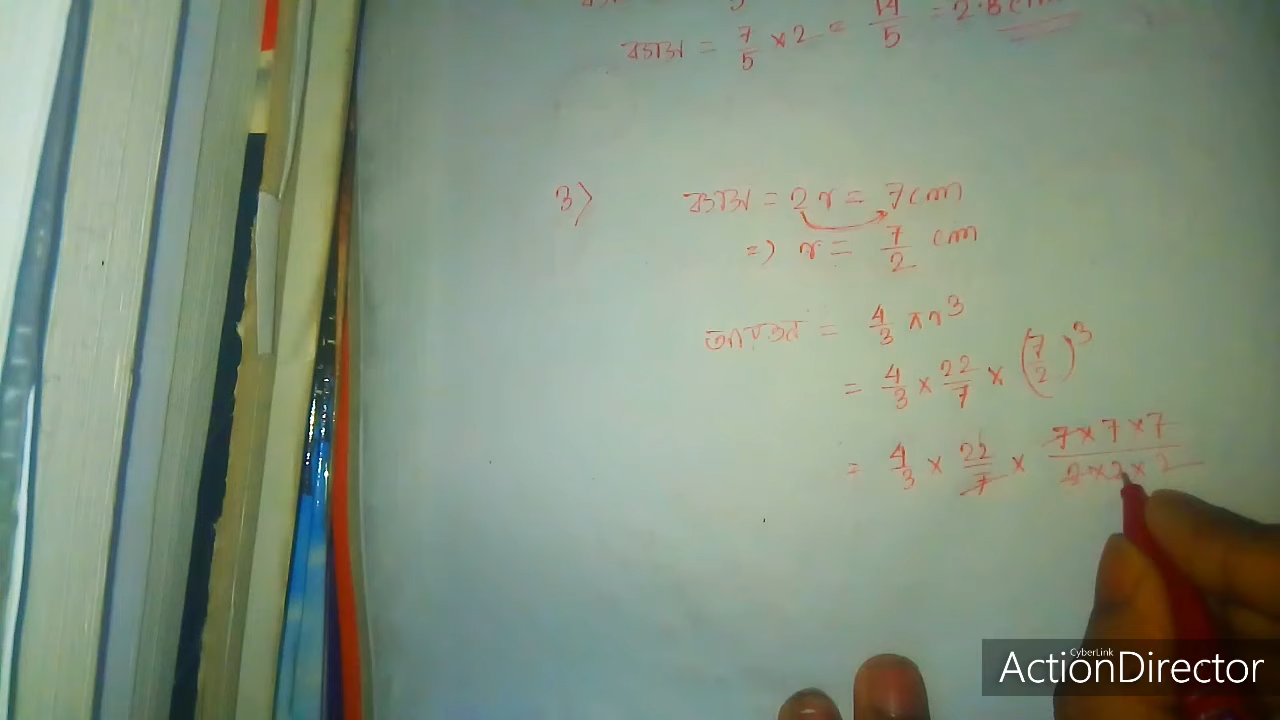 ব্যাস = 7/5 × 2 = 14/5 = 2.8 cm
3) ব্যাস = 2r = 7 cm
=) r = 7/2 cm
আয়তন = 4/3 πr³
= 4/3 × 22/7 × (7/2)³
= 4/3 × 22/7 × 7×7×7/2×2×2
CyberLink
ActionDirector